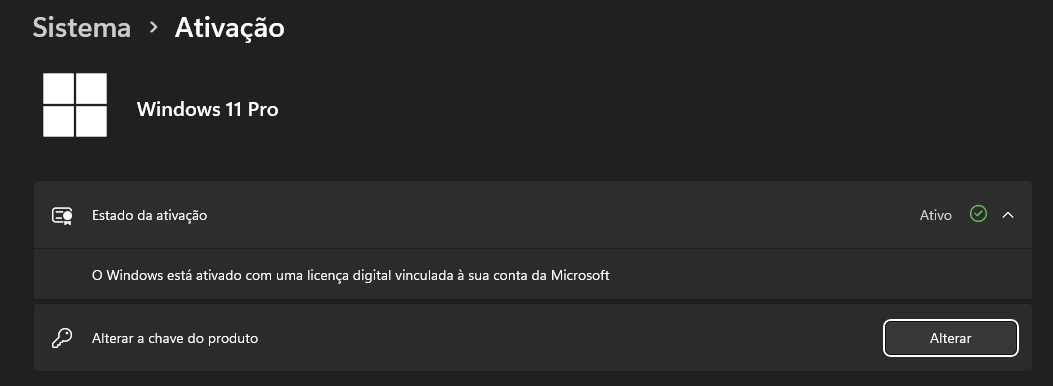 Sistema > Ativação
Windows 11 Pro
Estado da ativação
Ativo
O Windows está ativado com uma licença digital vinculada à sua conta da Microsoft
Alterar a chave do produto
Alterar